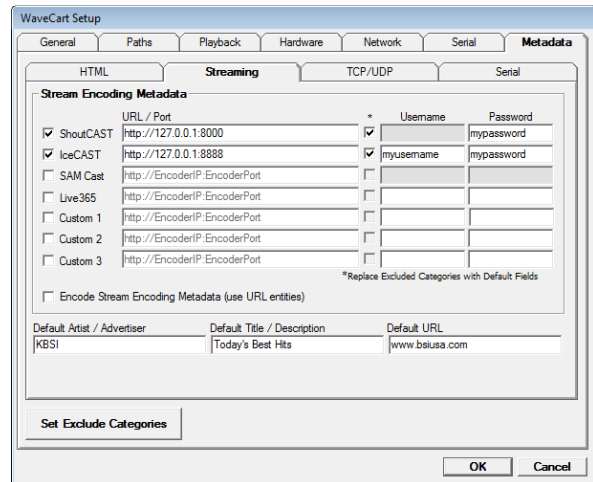 WaveCart Setup
General Paths Playback Hardware Network Serial Metadata
HTML Streaming TCP/UDP Serial
Stream Encoding Metadata
URL / Port * Username Password
ShoutCAST http://127.0.0.1:8000 mypassword
IceCAST http://127.0.0.1:8888 myusername mypassword
SAM Cast http://EncoderIP:EncoderPort
Live365 http://EncoderIP:EncoderPort
Custom 1 http://EncoderIP:EncoderPort
Custom 2 http://EncoderIP:EncoderPort
Custom 3 http://EncoderIP:EncoderPort
*Replace Excluded Categories with Default Fields
Encode Stream Encoding Metadata (use URL entities)
Default Artist / Advertiser Default Title / Description Default URL
KBSI Today's Best Hits www.bsiusa.com
Set Exclude Categories
OK Cancel